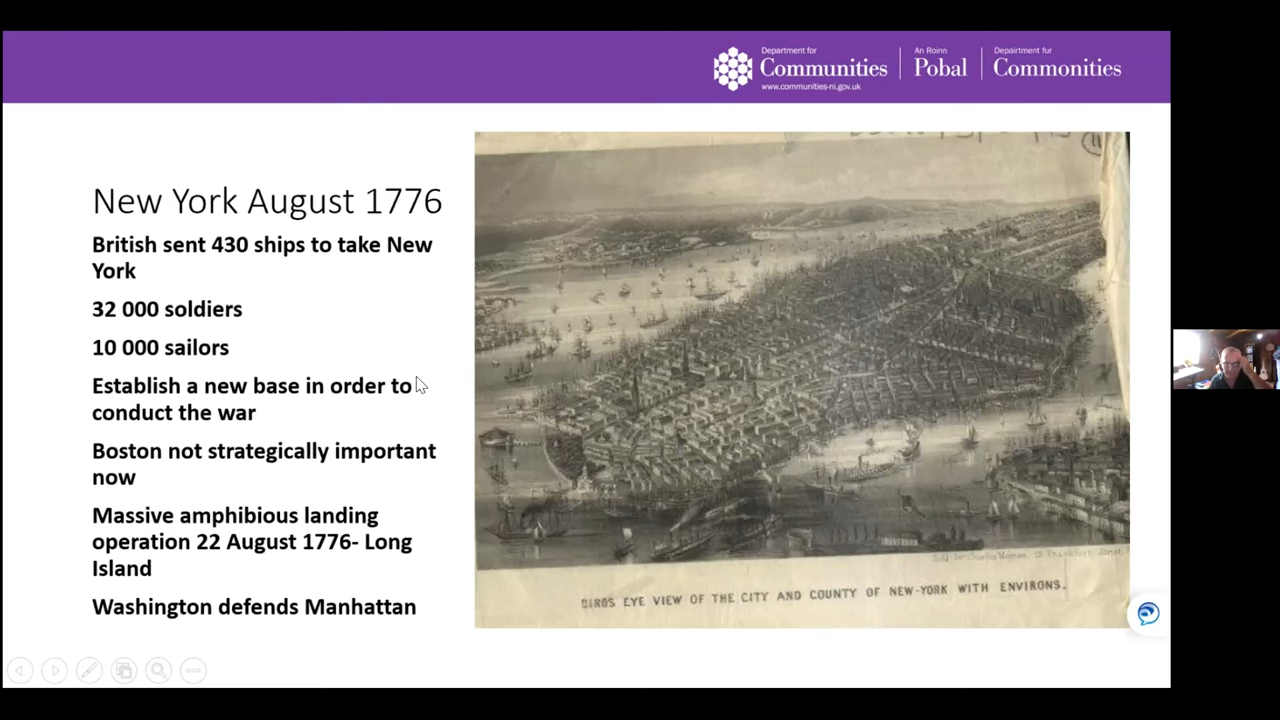 Department for
Communities
www.communities-ni.gov.uk
An Roinn
Pobal
Depairtment fur
Commonities
New York August 1776
British sent 430 ships to take New
York
32 000 soldiers
10 000 sailors
Establish a new base in order to
conduct the war
Boston not strategically important
now
Massive amphibious landing
operation 22 August 1776- Long
Island
Washington defends Manhattan
BIRDS EYE VIEW OF THE CITY AND COUNTY OF NEW-YORK WITH ENVIRONS.